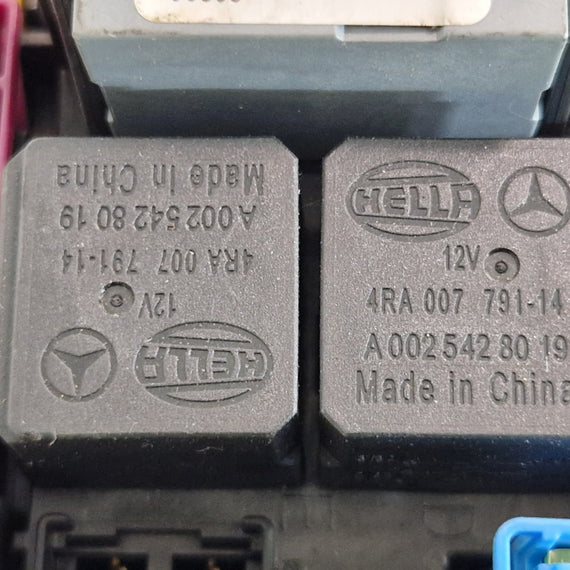 HELLA
12V
4RA 007 791-14
A 002 542 80 19
Made in China
HELLA
12V
4RA 007 791-14
A 002 542 80 19
Made in China